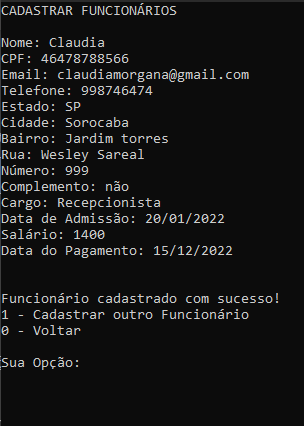 CADASTRAR FUNCIONÁRIOS
Nome: Claudia
CPF: 46478788566
Email: claudiamorgana@gmail.com
Telefone: 998746474
Estado: SP
Cidade: Sorocaba
Bairro: Jardim torres
Rua: Wesley Sareal
Número: 999
Complemento: não
Cargo: Recepcionista
Data de Admissão: 20/01/2022
Salário: 1400
Data do Pagamento: 15/12/2022
Funcionário cadastrado com sucesso!
1 - Cadastrar outro Funcionário
0 - Voltar
Sua Opção: